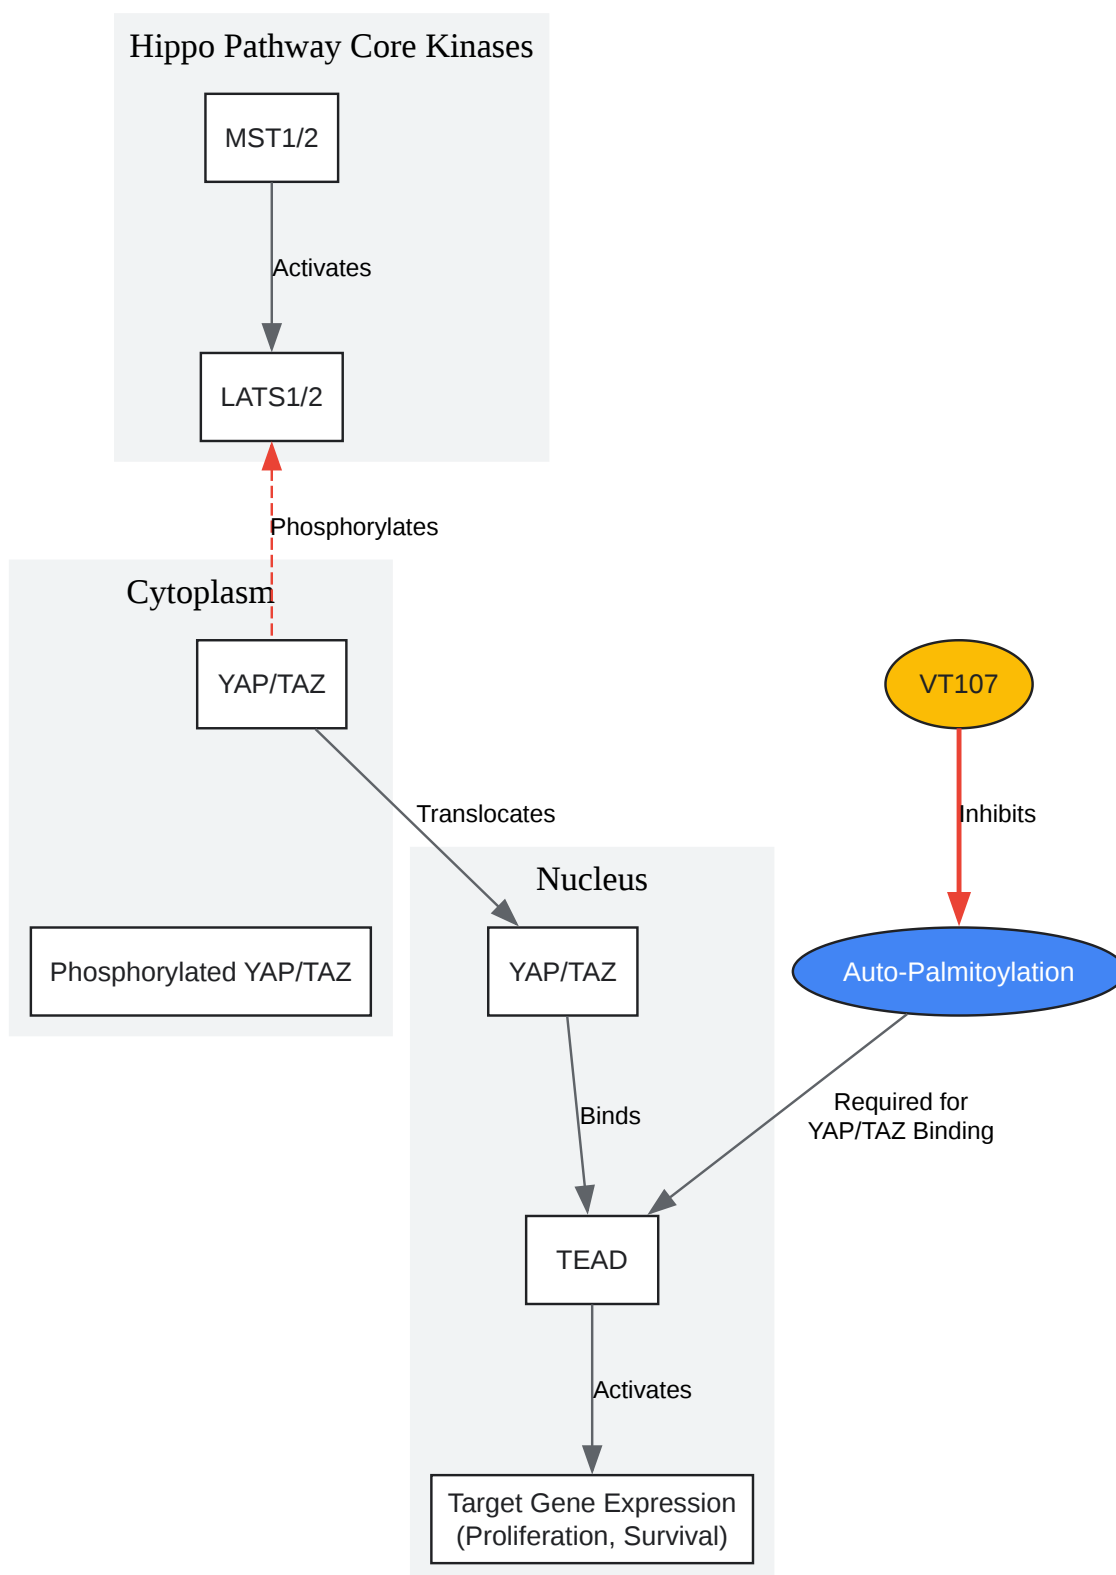 Hippo Pathway Core Kinases
MST1/2
Activates
LATS1/2
Phosphorylates
Cytoplasm
YAP/TAZ
VT107
Translocates
Inhibits
Nucleus
Phosphorylated YAP/TAZ
YAP/TAZ
Auto-Palmitoylation
Binds
Required for
YAP/TAZ Binding
TEAD
Activates
Target Gene Expression
(Proliferation, Survival)